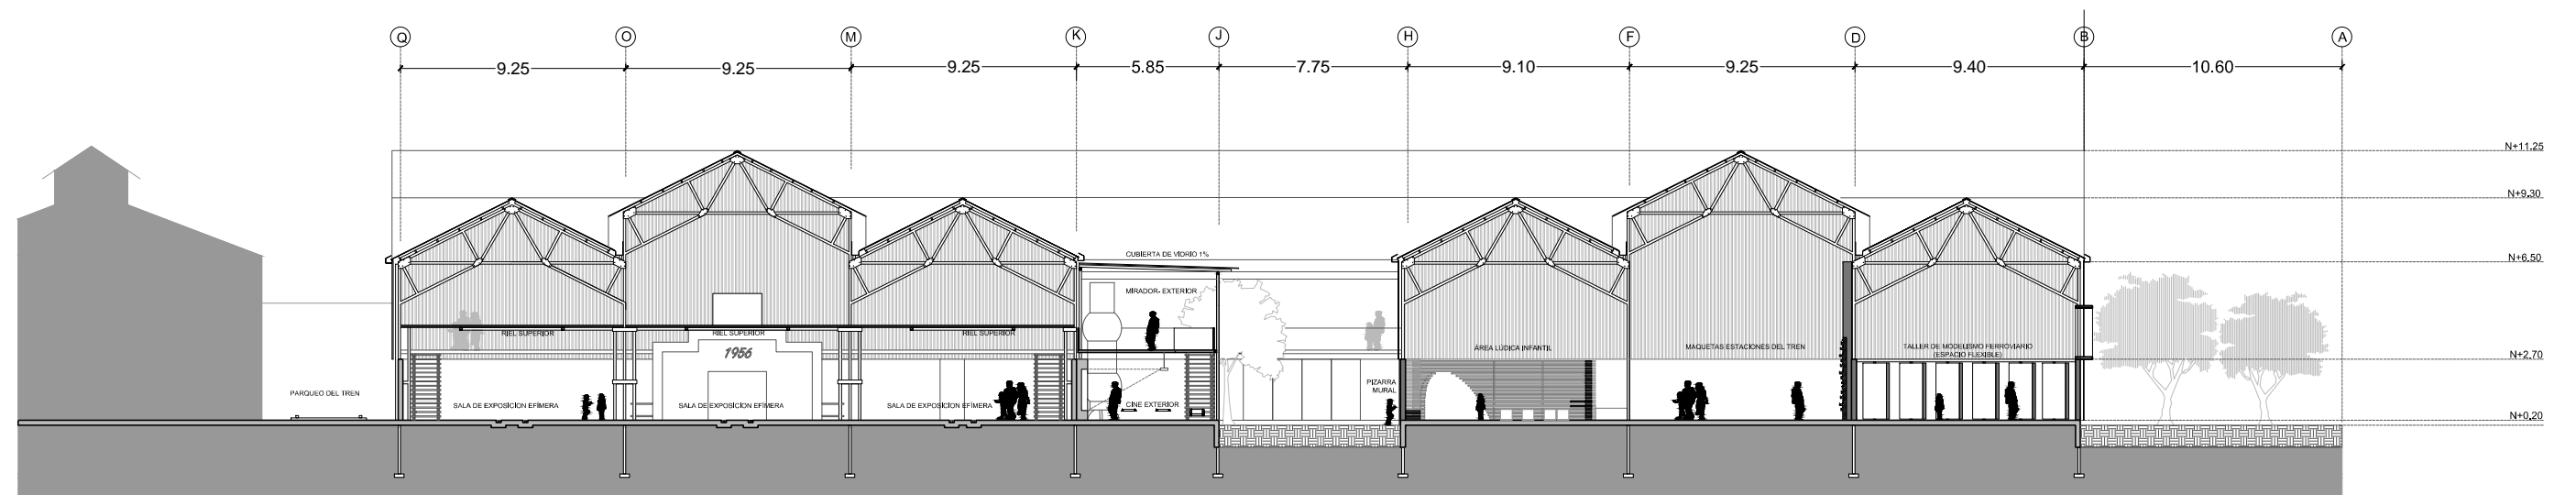 Q O M K J H F D B A
9.25 9.25 9.25 5.85 7.75 9.10 9.25 9.40 10.60
N+11.25
N+9.30
CUBIERTA DE VIDRIO 1%
N+6.50
MIRADOR EXTERIOR
RIEL SUPERIOR RIEL SUPERIOR RIEL SUPERIOR
1956
ÁREA LÚDICA INFANTIL
MAQUETAS ESTACIONES DEL TREN
TALLER DE MODELISMO FERROVIARIO
(ESPACIO FLEXIBLE)
N+2.70
PIZARRA
MURAL
PARQUEO DEL TREN
SALA DE EXPOSICÍON EFÍMERA SALA DE EXPOSICÍON EFÍMERA SALA DE EXPOSICÍON EFÍMERA CINE EXTERIOR
N+0.20